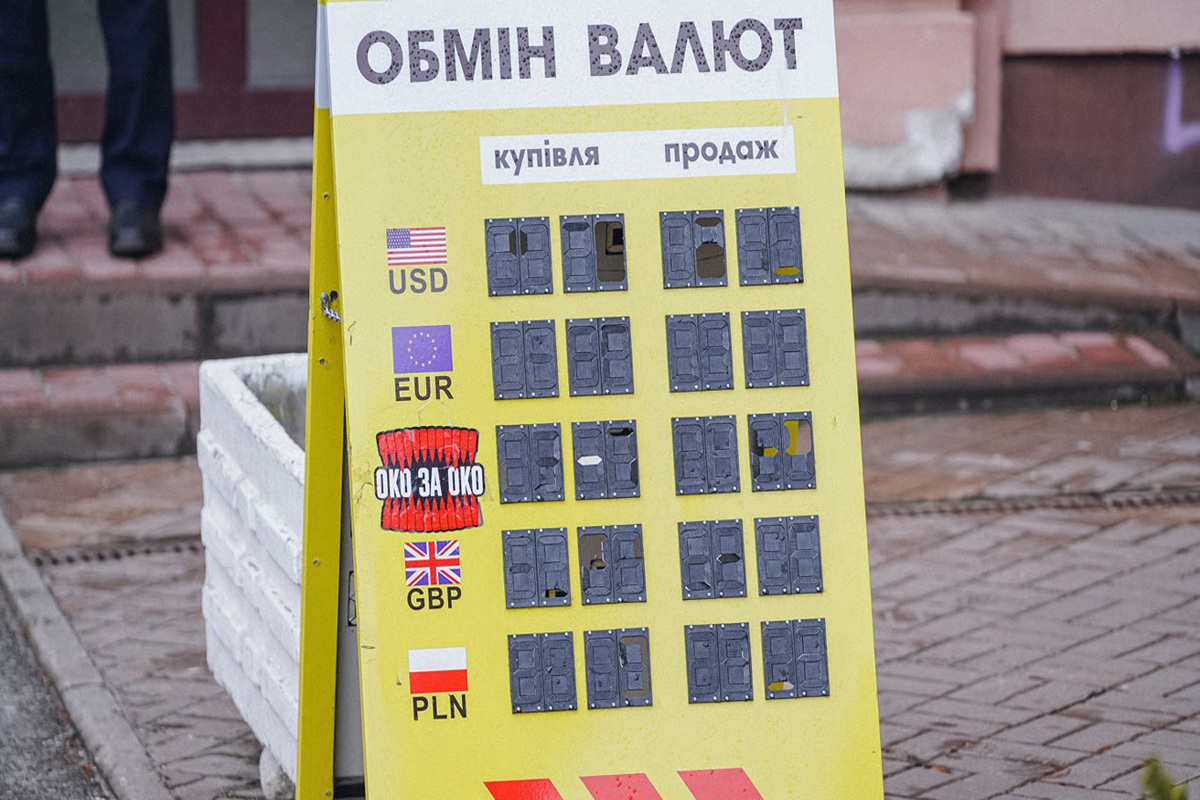 ОБМІН ВАЛЮТ
купівля продаж
USD
EUR
ОКО ЗА ОКО
GBP
PLN